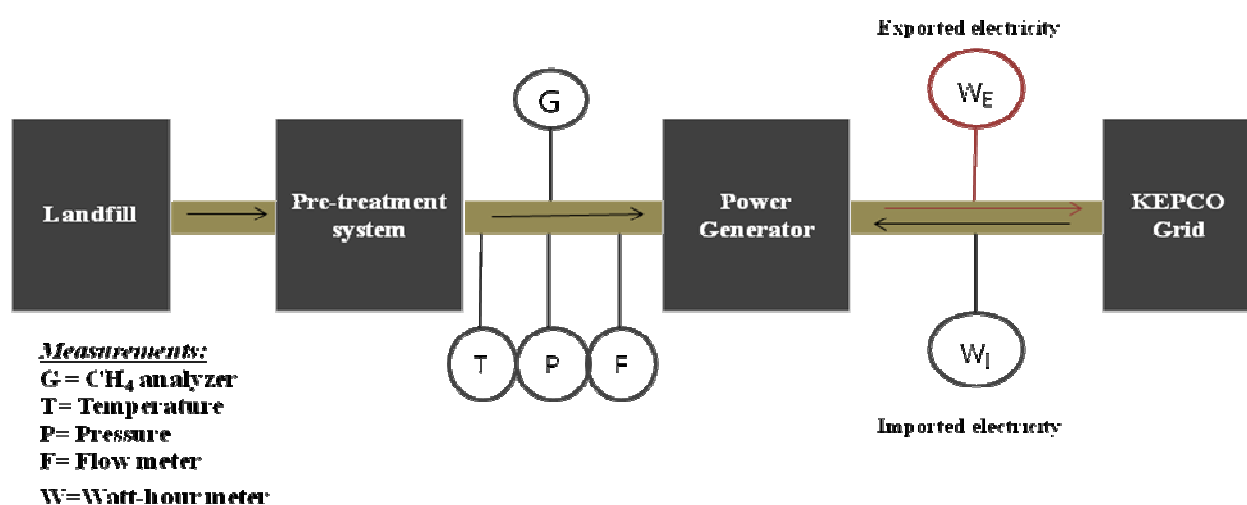 Exported electricity
W_E
G
Landfill
Pre-treatment
system
Power
Generator
KEPCO
Grid
T P F
W_I
Imported electricity
Measurements:
G = CH₄ analyzer
T= Temperature
P= Pressure
F= Flow meter
W=Watt-hour meter